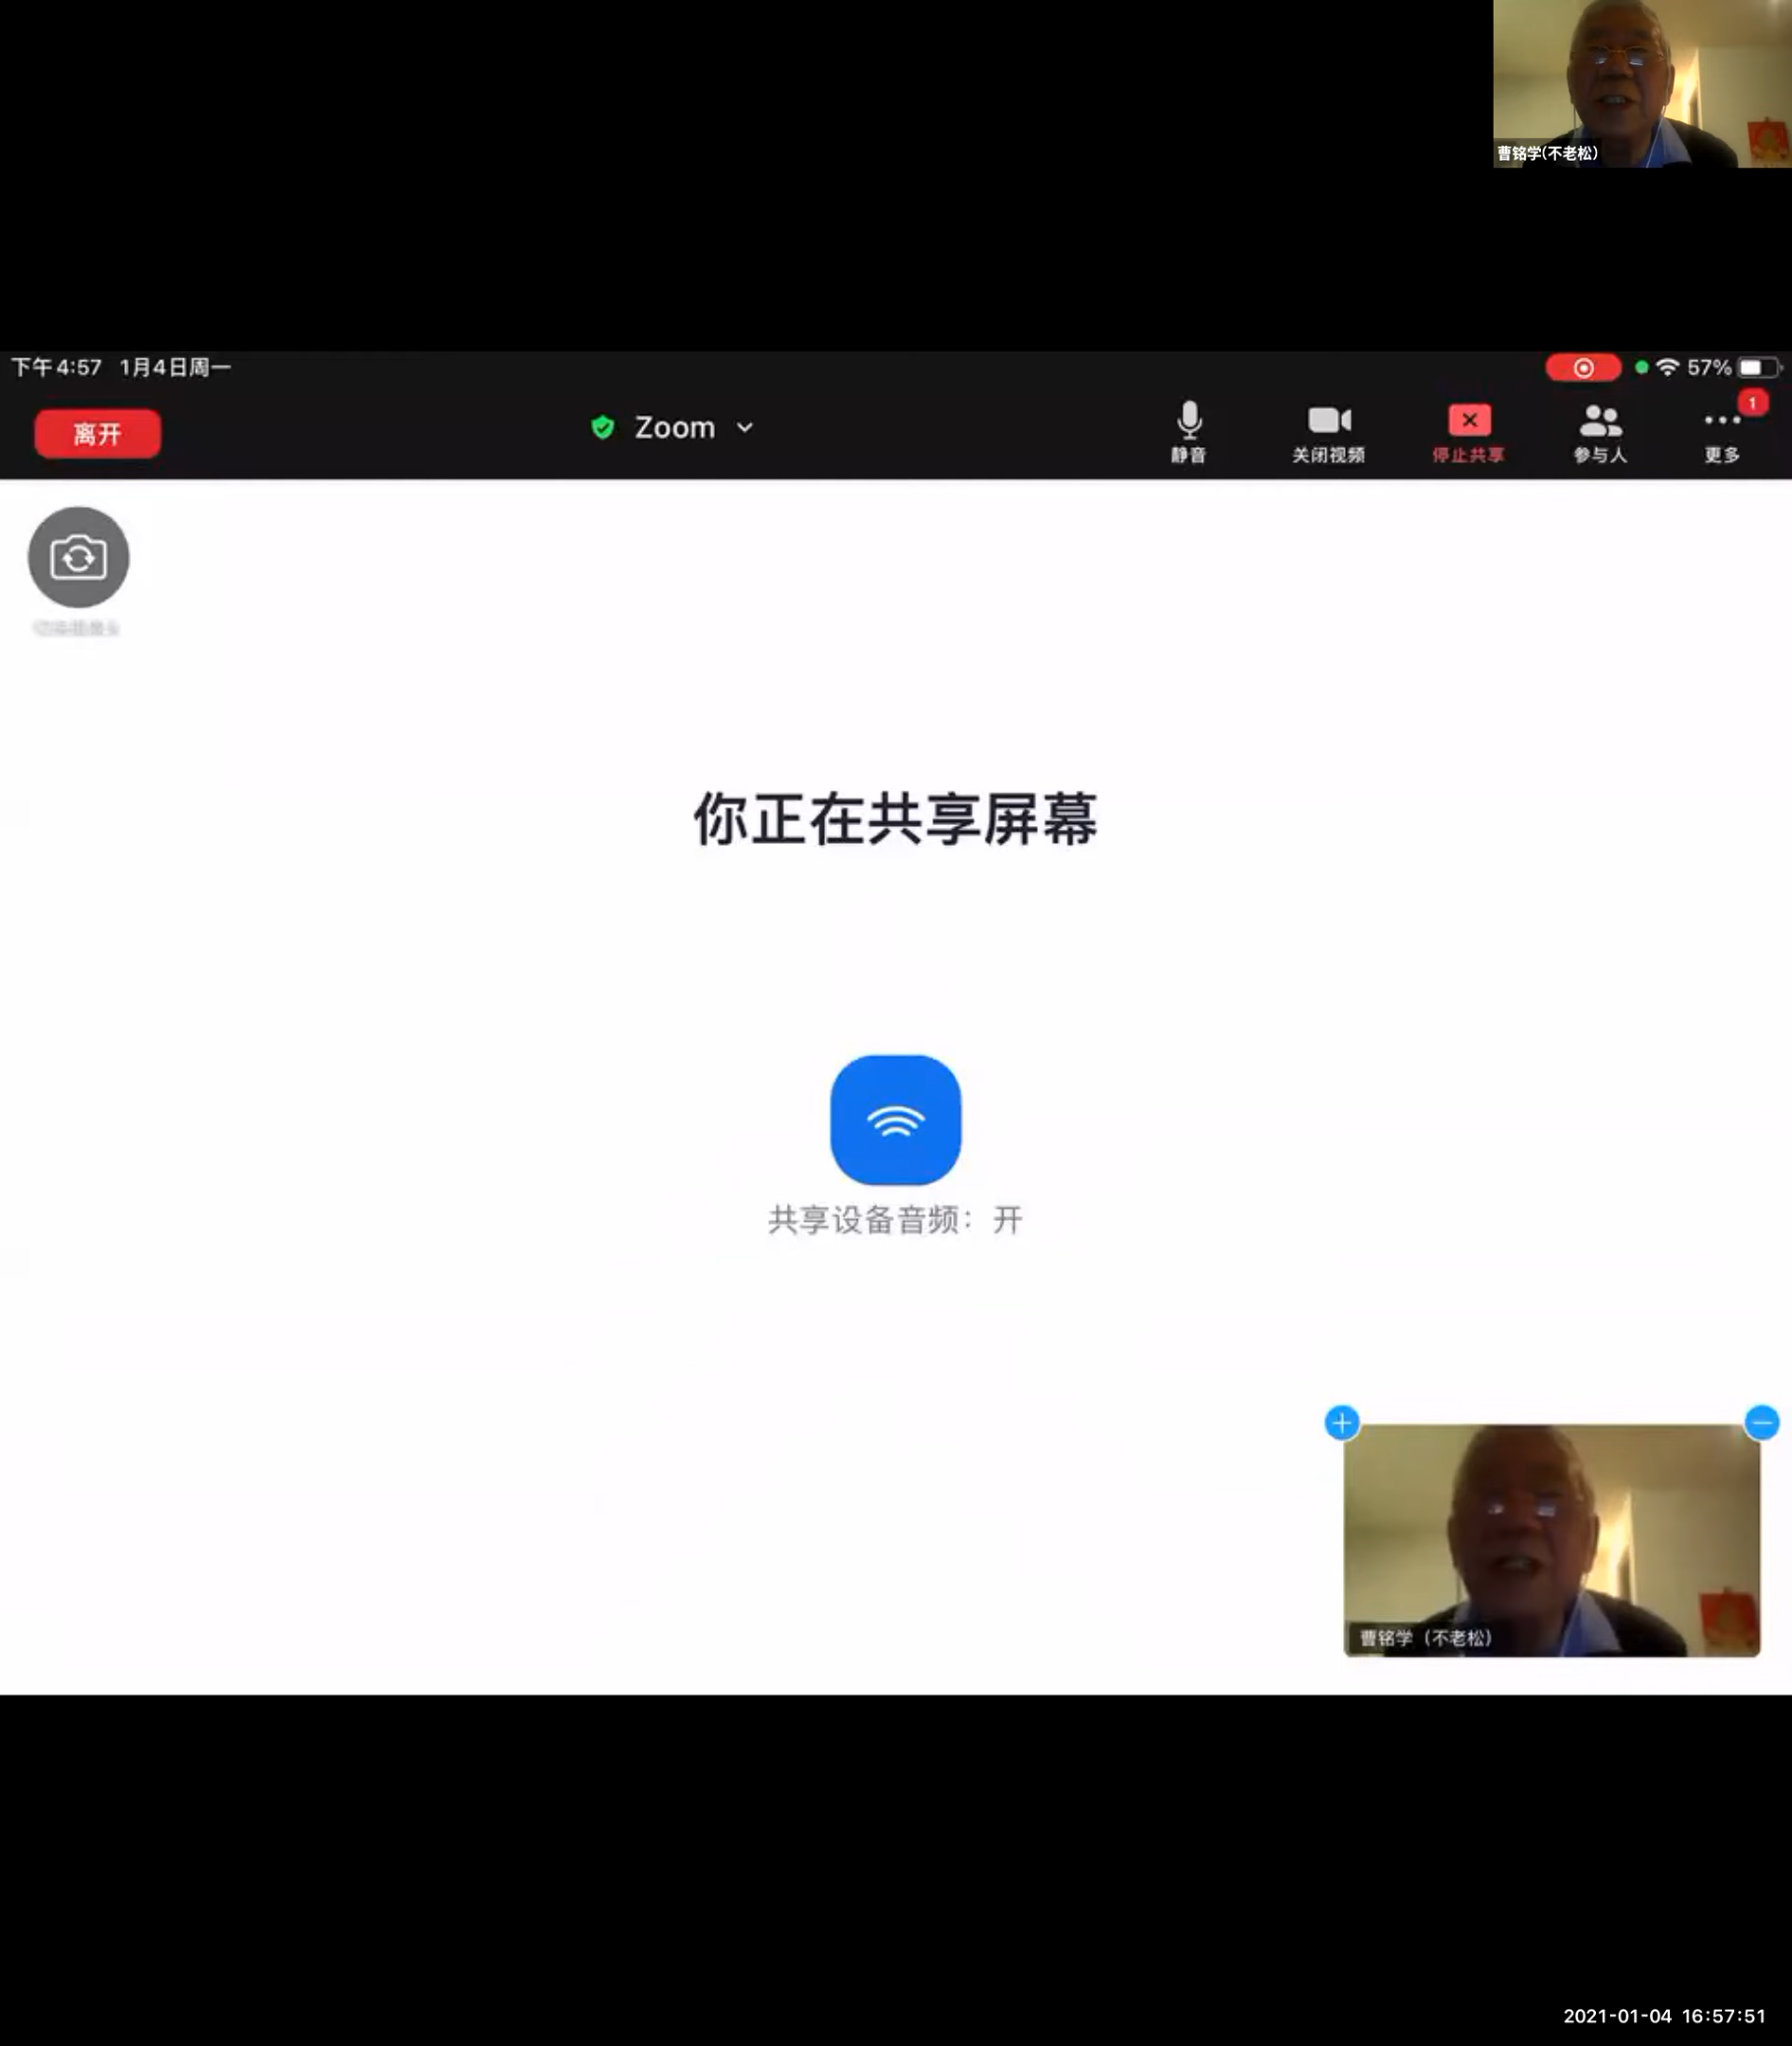 曹铭学(不老松)
下午4:57 1月4日周一
57%
离开
Zoom
静音
关闭视频
停止共享
参与人
1
更多
你正在共享屏幕
共享设备音频：开
曹铭学（不老松）
2021-01-04 16:57:51